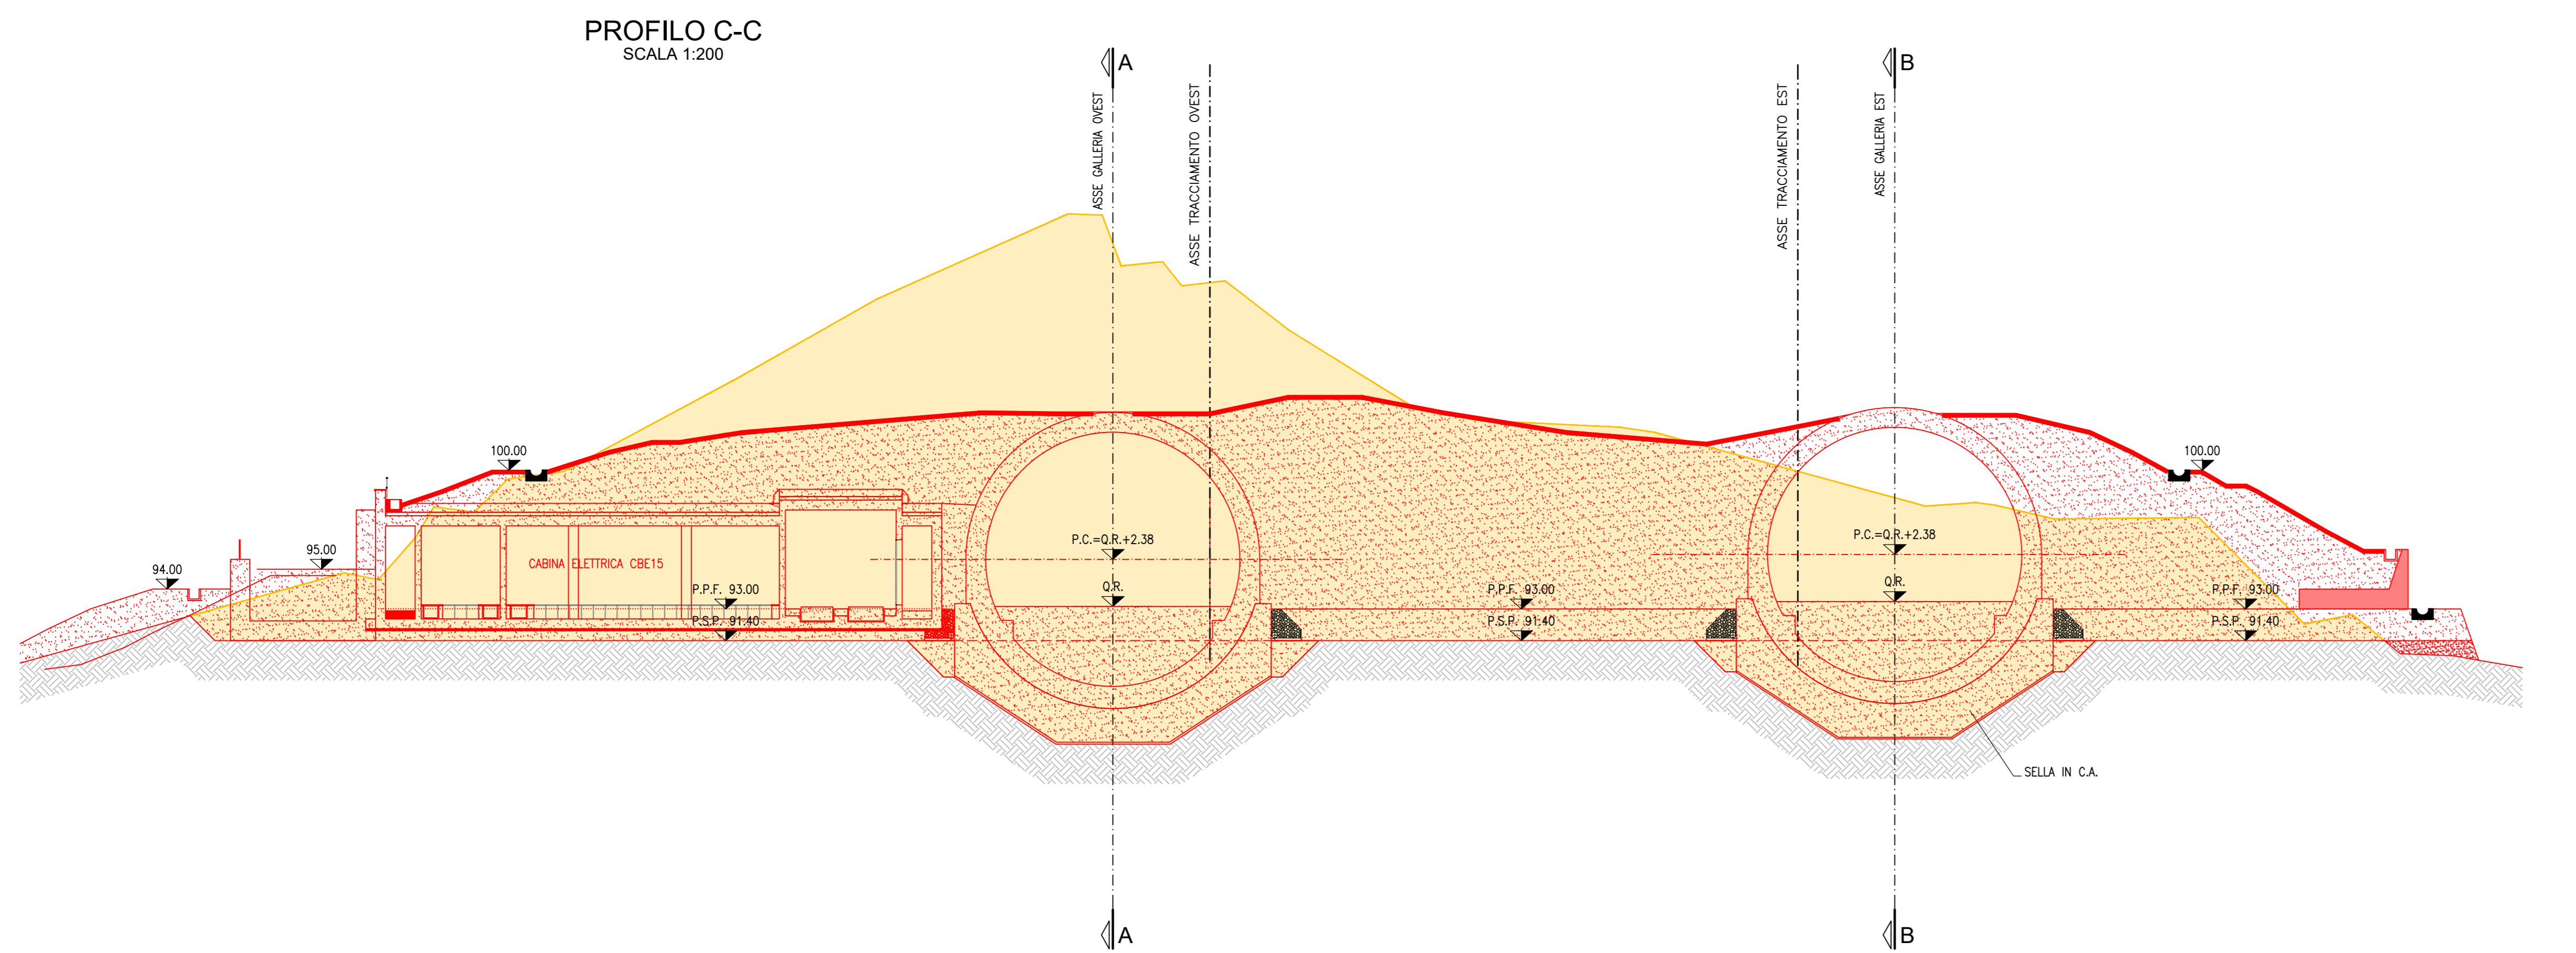 PROFILO C-C
SCALA 1:200
A
B
ASSE GALLERIA OVEST
ASSE TRACCIAMENTO OVEST
ASSE TRACCIAMENTO EST
ASSE GALLERIA EST
100.00
100.00
94.00
95.00
CABINA ELETTRICA CBE15
P.C.=Q.R.+2.38
P.C.=Q.R.+2.38
Q.R.
Q.R.
P.P.F. 93.00
P.P.F. 93.00
P.P.F. 93.00
P.S.P. 91.40
P.S.P. 91.40
P.S.P. 91.40
SELLA IN C.A.
A
B